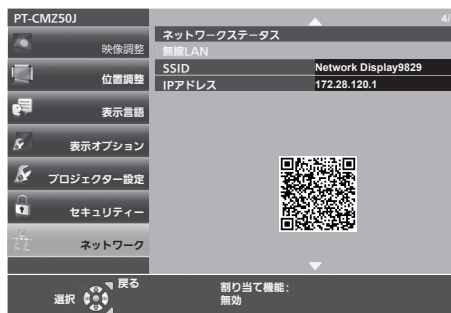 PT-CMZ50J
4/
映像調整
位置調整
表示言語
表示オプション
プロジェクター設定
セキュリティー
ネットワーク
ネットワークステータス
無線LAN
SSID Network Display9829
IPアドレス 172.28.120.1
戻る
選択
割り当て機能:
無効